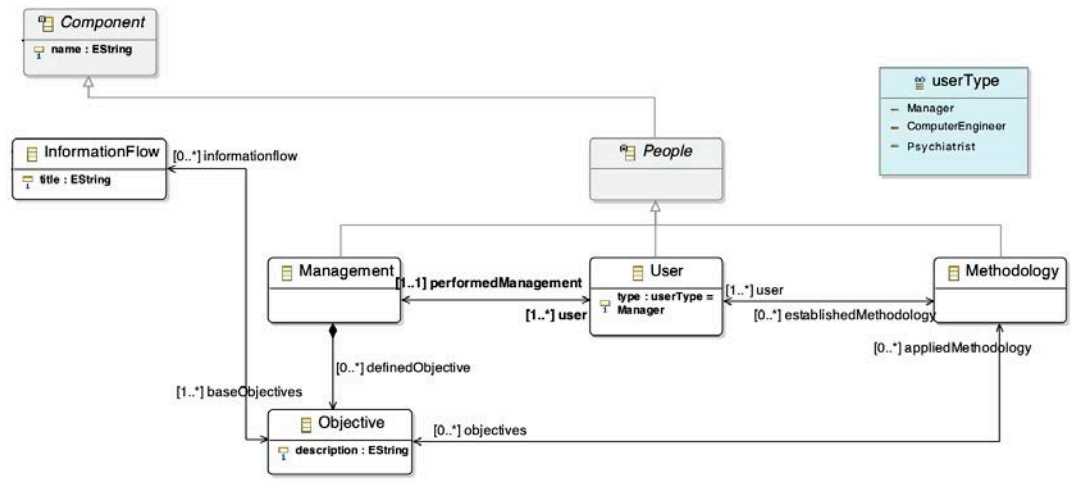 Component
name : EString
userType
Manager
ComputerEngineer
Psychiatrist
InformationFlow
title : EString
[0..*] informationflow
People
Management
[1..1] performedManagement
[1..*] user
User
type : userType =
Manager
[1..*] user
[0..*] establishedMethodology
Methodology
[0..*] appliedMethodology
[0..*] definedObjective
[1..*] baseObjectives
Objective
description : EString
[0..*] objectives